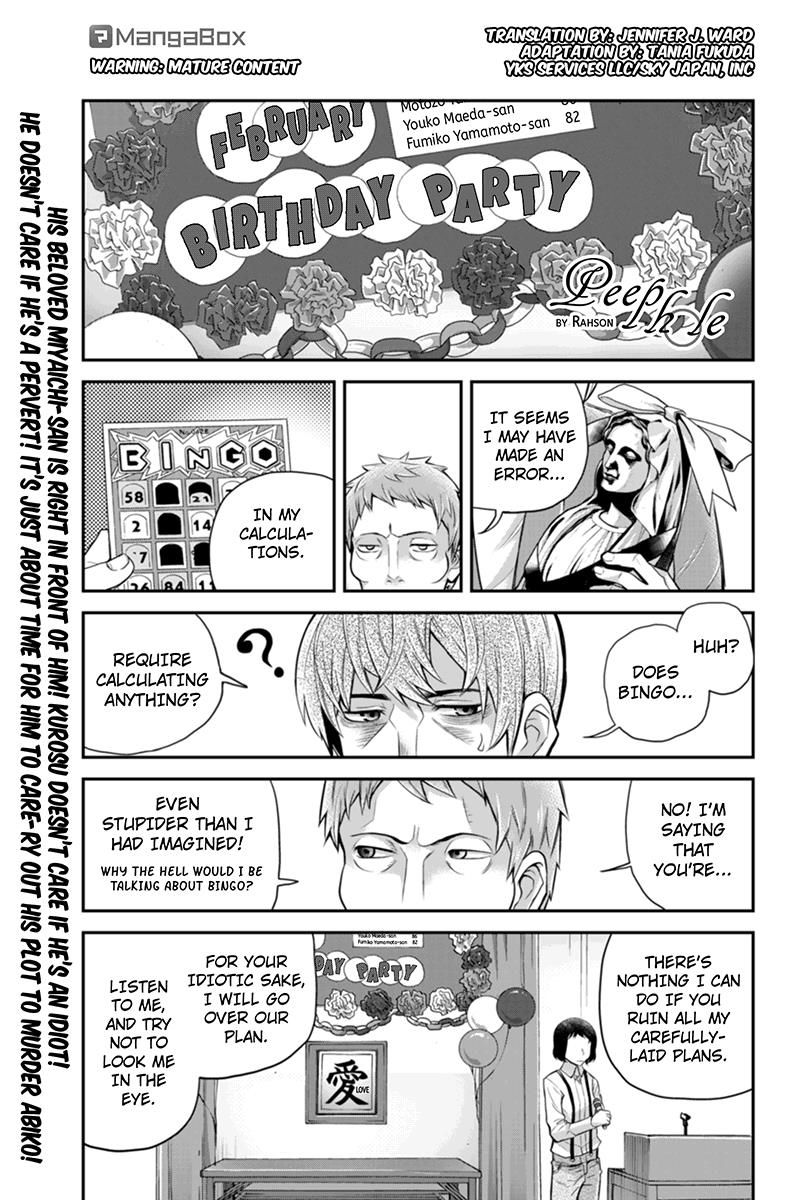 MangaBox
WARNING: MATURE CONTENT
TRANSLATION BY: JENNIFER J. WARD
ADAPTATION BY: TANIA FUKUDA
YKS SERVICES LLC/SKY JAPAN, INC
HIS BELOVED MIYAICHI-SAN IS RIGHT IN FRONT OF HIM! KUROSU DOESN'T CARE IF HE'S AN IDIOT!
HE DOESN'T CARE IF HE'S A PERVERT! IT'S JUST ABOUT TIME FOR HIM TO CARE-RY OUT HIS PLOT TO MURDER ABIKO!
Youko Maeda-san 86
Fumiko Yamamoto-san 82
FEBRUARY
BIRTHDAY PARTY
Peephole
BY RAHSON
IT SEEMS
I MAY HAVE
MADE AN
ERROR...
IN MY
CALCULA-
TIONS.
BINGO
58 21 7
2 14
7
26 84 11
HUH?
DOES
BINGO...
?
REQUIRE
CALCULATING
ANYTHING?
NO! I'M
SAYING
THAT
YOU'RE...
EVEN
STUPIDER THAN I
HAD IMAGINED!
WHY THE HELL WOULD I BE
TALKING ABOUT BINGO?
THERE'S
NOTHING I CAN
DO IF YOU
RUIN ALL MY
CAREFULLY-
LAID PLANS.
Youko Maeda-san 86
Fumiko Yamamoto-san 82
DAY PARTY
愛
LOVE
FOR YOUR
IDIOTIC SAKE,
I WILL GO
OVER OUR
PLAN.
LISTEN
TO ME,
AND TRY
NOT TO
LOOK ME
IN THE
EYE.